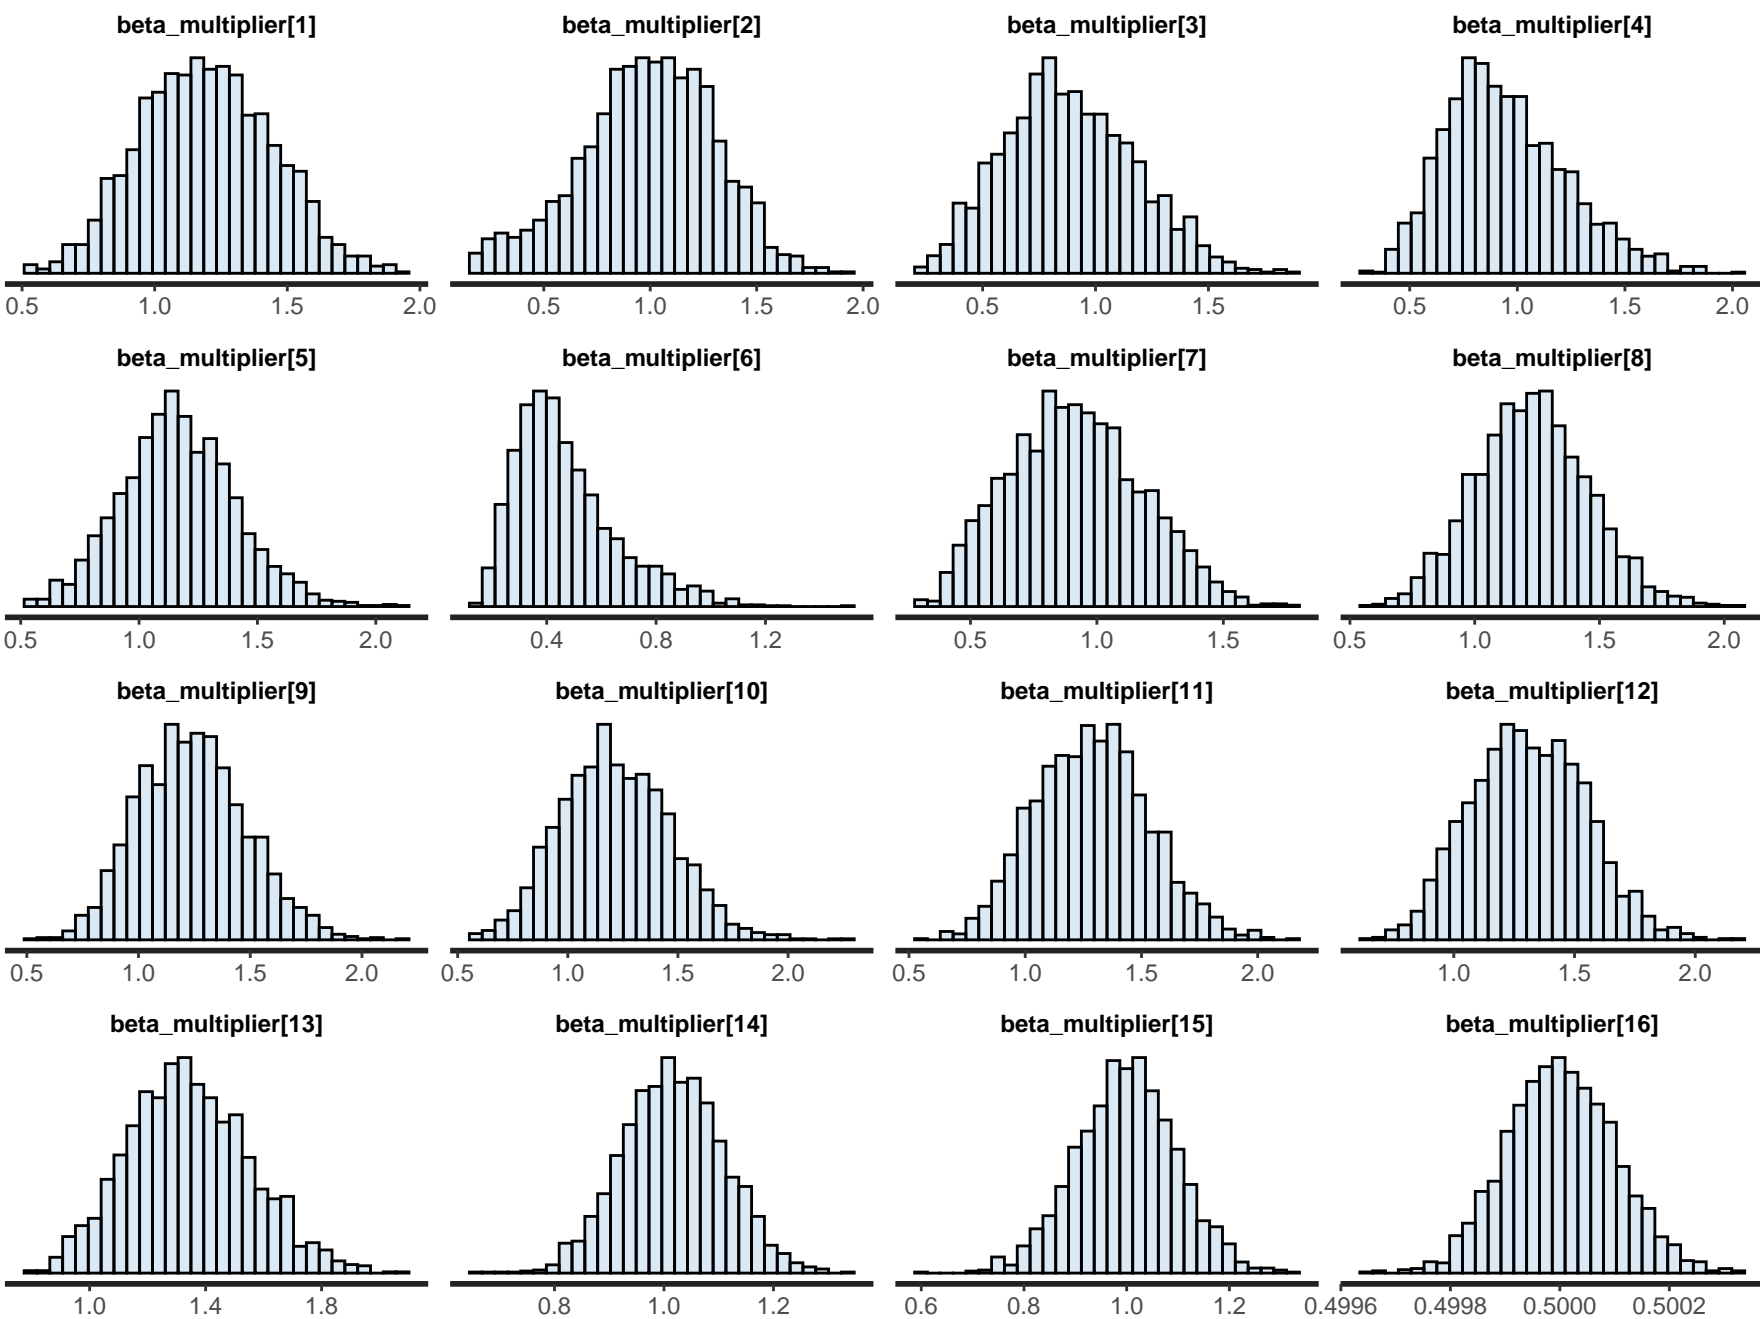 beta_multiplier[1] beta_multiplier[2] beta_multiplier[3] beta_multiplier[4]
0.5 1.0 1.5 2.0 0.5 1.0 1.5 2.0 0.5 1.0 1.5 0.5 1.0 1.5 2.0
beta_multiplier[5] beta_multiplier[6] beta_multiplier[7] beta_multiplier[8]
0.5 1.0 1.5 2.0 0.4 0.8 1.2 0.5 1.0 1.5 0.5 1.0 1.5 2.0
beta_multiplier[9] beta_multiplier[10] beta_multiplier[11] beta_multiplier[12]
0.5 1.0 1.5 2.0 0.5 1.0 1.5 2.0 0.5 1.0 1.5 2.0 1.0 1.5 2.0
beta_multiplier[13] beta_multiplier[14] beta_multiplier[15] beta_multiplier[16]
1.0 1.4 1.8 0.8 1.0 1.2 0.6 0.8 1.0 1.2 0.4996 0.4998 0.5000 0.5002